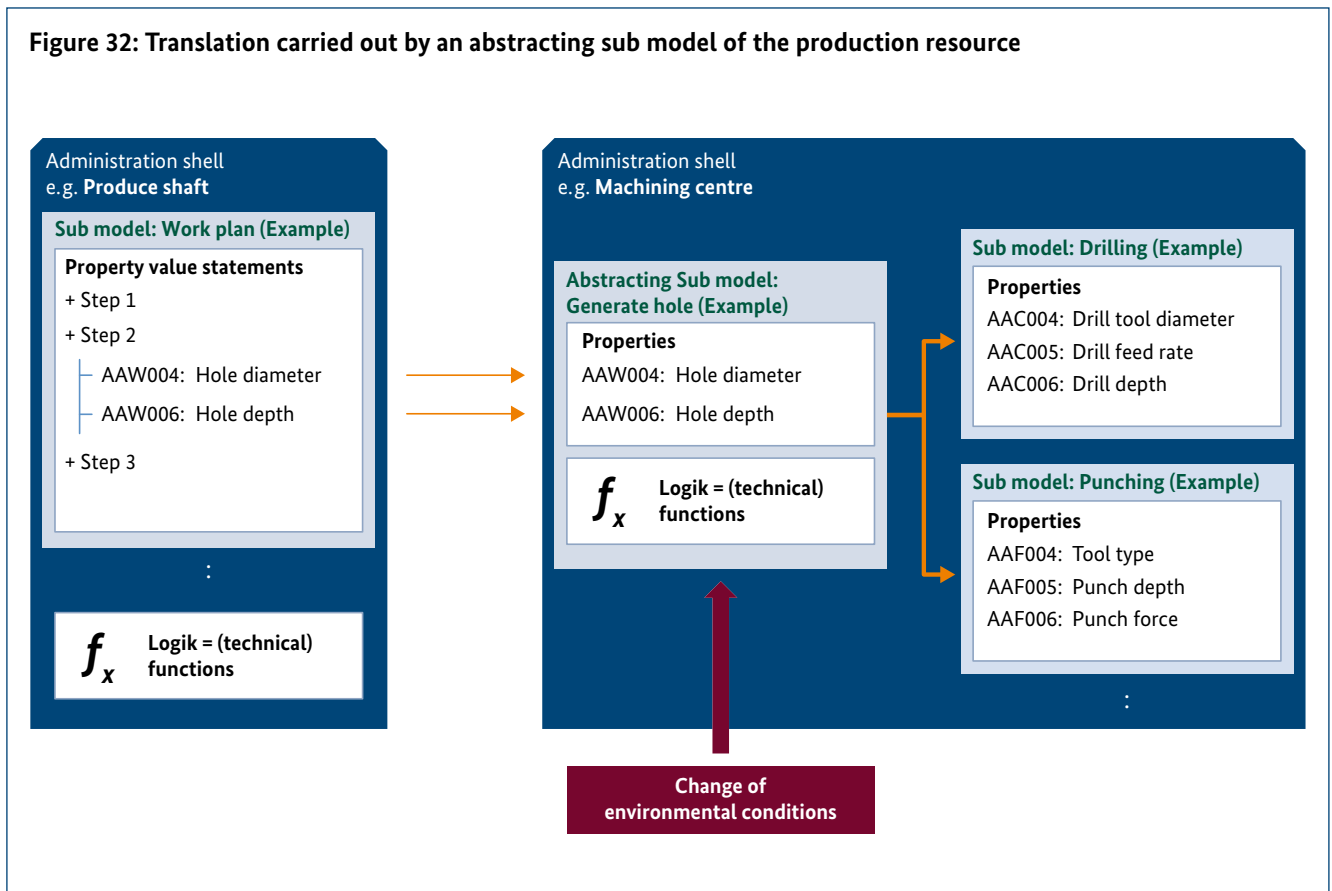 Figure 32: Translation carried out by an abstracting sub model of the production resource
Administration shell
e.g. Produce shaft
Sub model: Work plan (Example)
Property value statements
+ Step 1
+ Step 2
AAW004: Hole diameter
AAW006: Hole depth
+ Step 3
:
fx
Logik = (technical)
functions
Administration shell
e.g. Machining centre
Abstracting Sub model:
Generate hole (Example)
Properties
AAW004: Hole diameter
AAW006: Hole depth
fx
Logik = (technical)
functions
Sub model: Drilling (Example)
Properties
AAC004: Drill tool diameter
AAC005: Drill feed rate
AAC006: Drill depth
Sub model: Punching (Example)
Properties
AAF004: Tool type
AAF005: Punch depth
AAF006: Punch force
:
Change of
environmental conditions